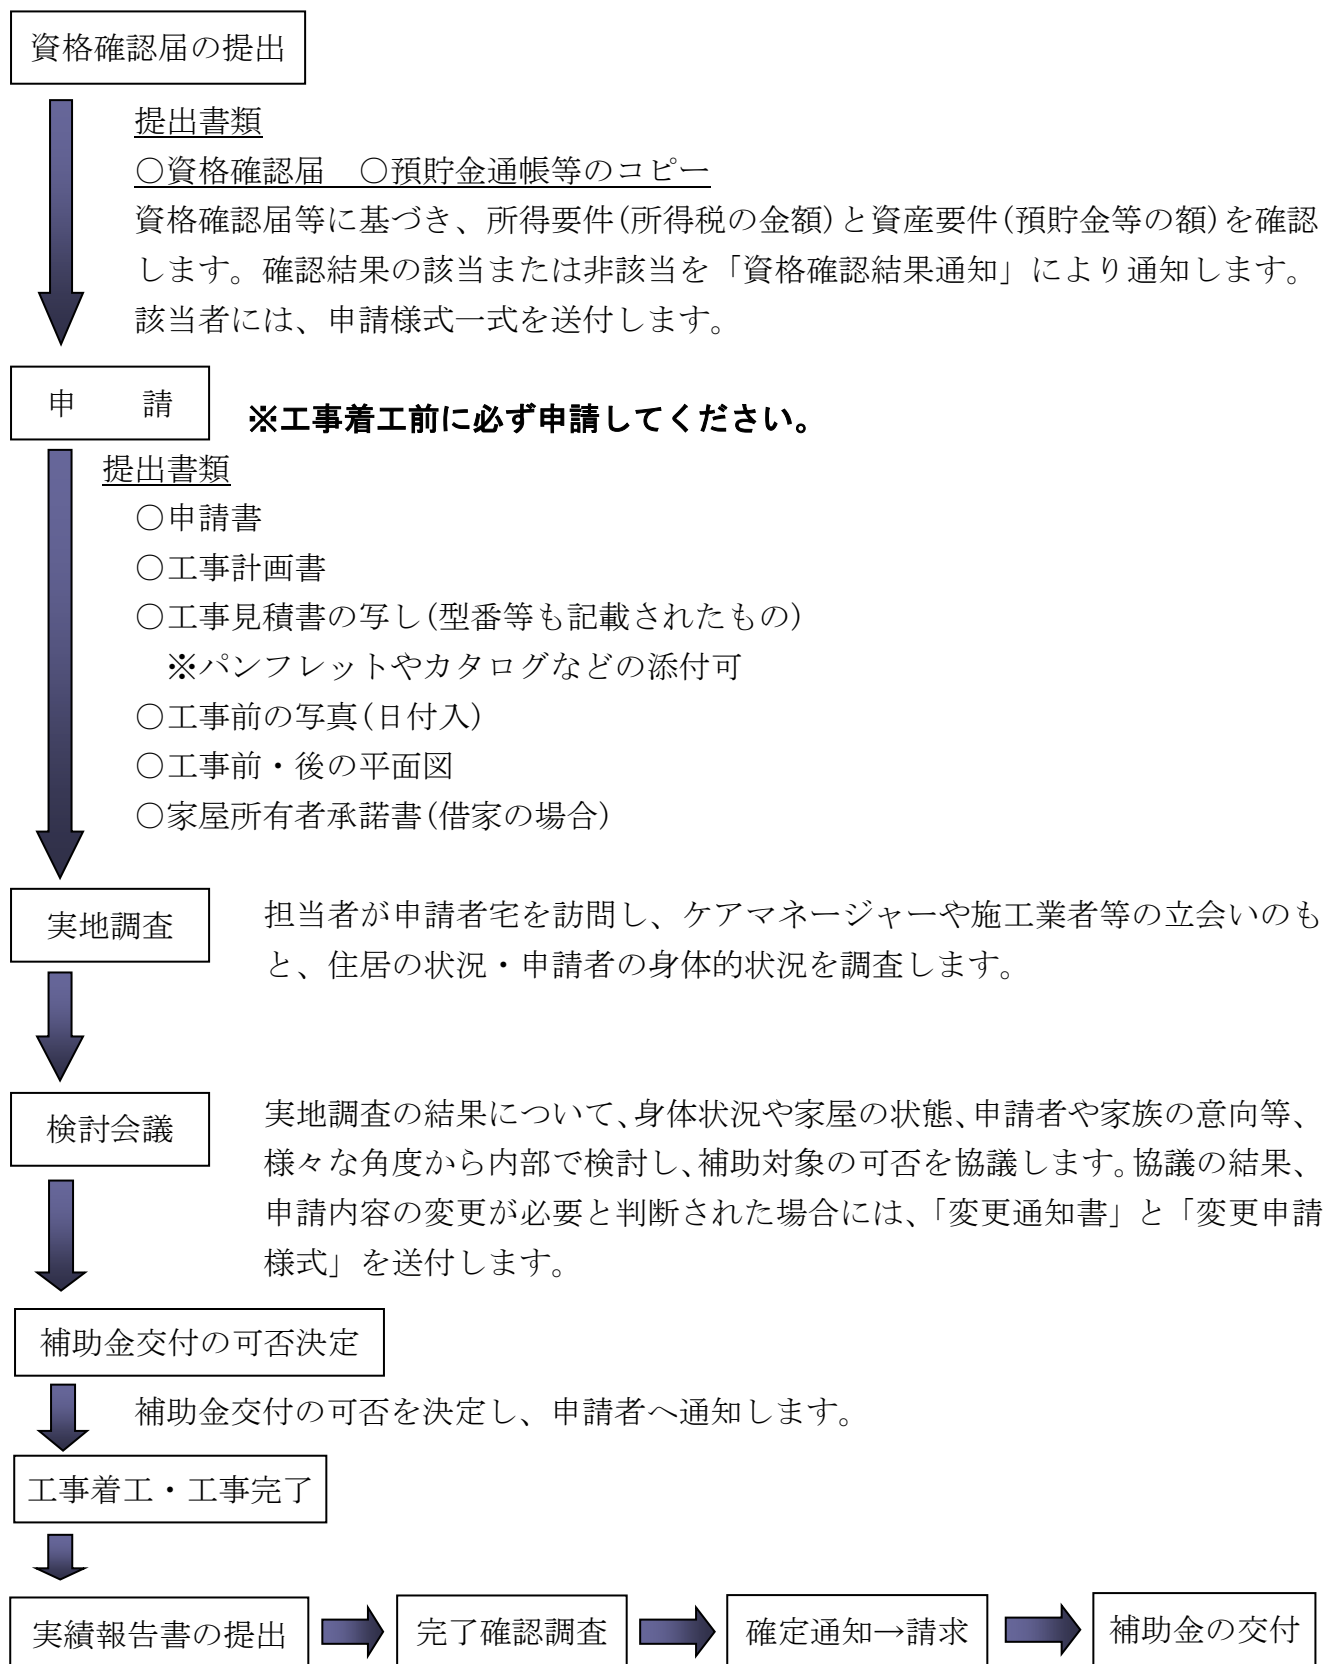 資格確認届の提出
提出書類
○資格確認届　○預貯金通帳等のコピー
資格確認届等に基づき、所得要件(所得税の金額)と資産要件(預貯金等の額)を確認
します。確認結果の該当または非該当を「資格確認結果通知」により通知します。
該当者には、申請様式一式を送付します。
申　　請
※工事着工前に必ず申請してください。
提出書類
○申請書
○工事計画書
○工事見積書の写し(型番等も記載されたもの)
※パンフレットやカタログなどの添付可
○工事前の写真(日付入)
○工事前・後の平面図
○家屋所有者承諾書(借家の場合)
実地調査
担当者が申請者宅を訪問し、ケアマネージャーや施工業者等の立会いのも
と、住居の状況・申請者の身体的状況を調査します。
検討会議
実地調査の結果について、身体状況や家屋の状態、申請者や家族の意向等、
様々な角度から内部で検討し、補助対象の可否を協議します。協議の結果、
申請内容の変更が必要と判断された場合には、「変更通知書」と「変更申請
様式」を送付します。
補助金交付の可否決定
補助金交付の可否を決定し、申請者へ通知します。
工事着工・工事完了
実績報告書の提出
完了確認調査
確定通知→請求
補助金の交付